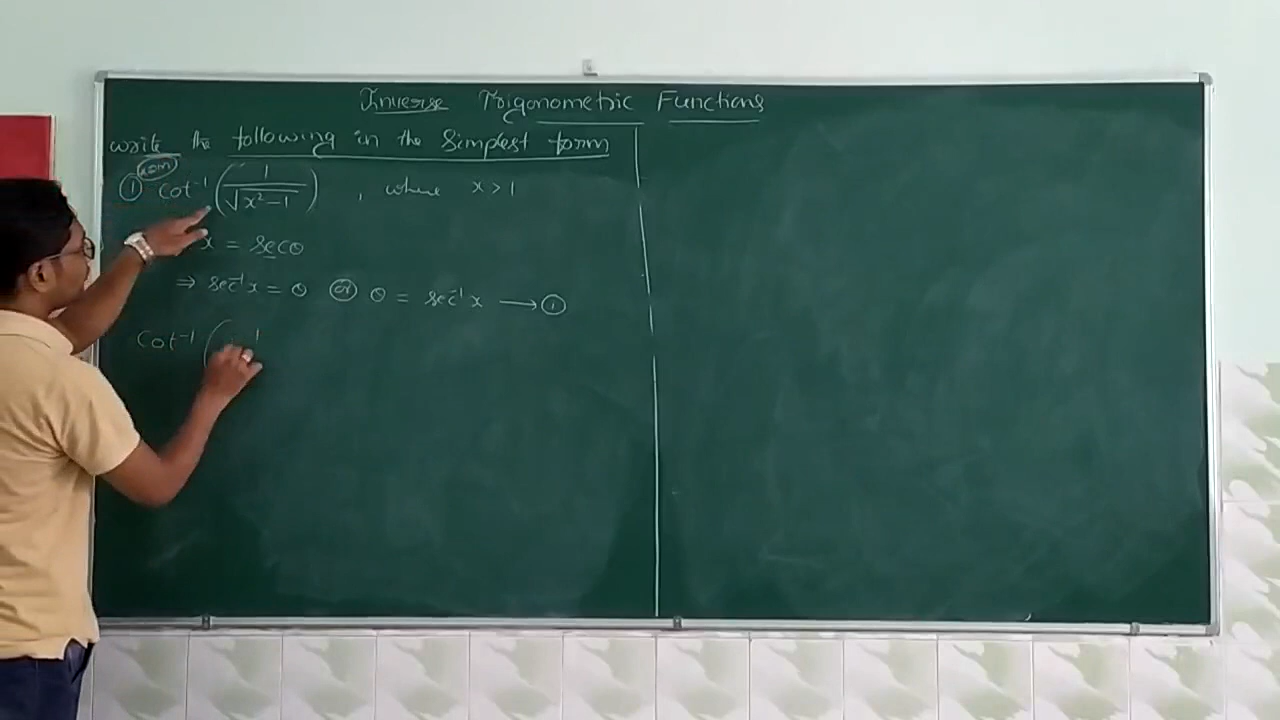 Inverse Trigonometric Functions
write the following in the simplest form
① cot⁻¹(1/√(x²-1)) , where x > 1
x = secθ
⇒ sec⁻¹x = θ or θ = sec⁻¹x ⟶ ①
cot⁻¹(